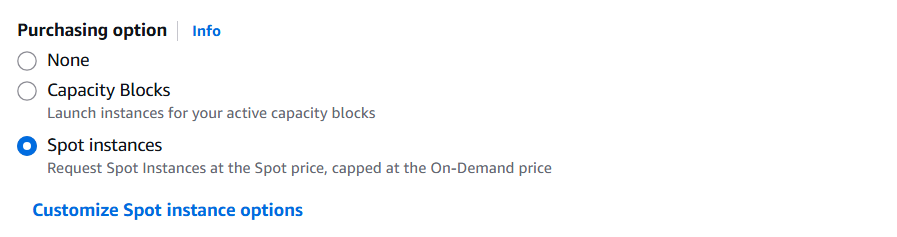 Purchasing option Info
None
Capacity Blocks
Launch instances for your active capacity blocks
Spot instances
Request Spot Instances at the Spot price, capped at the On-Demand price
Customize Spot instance options